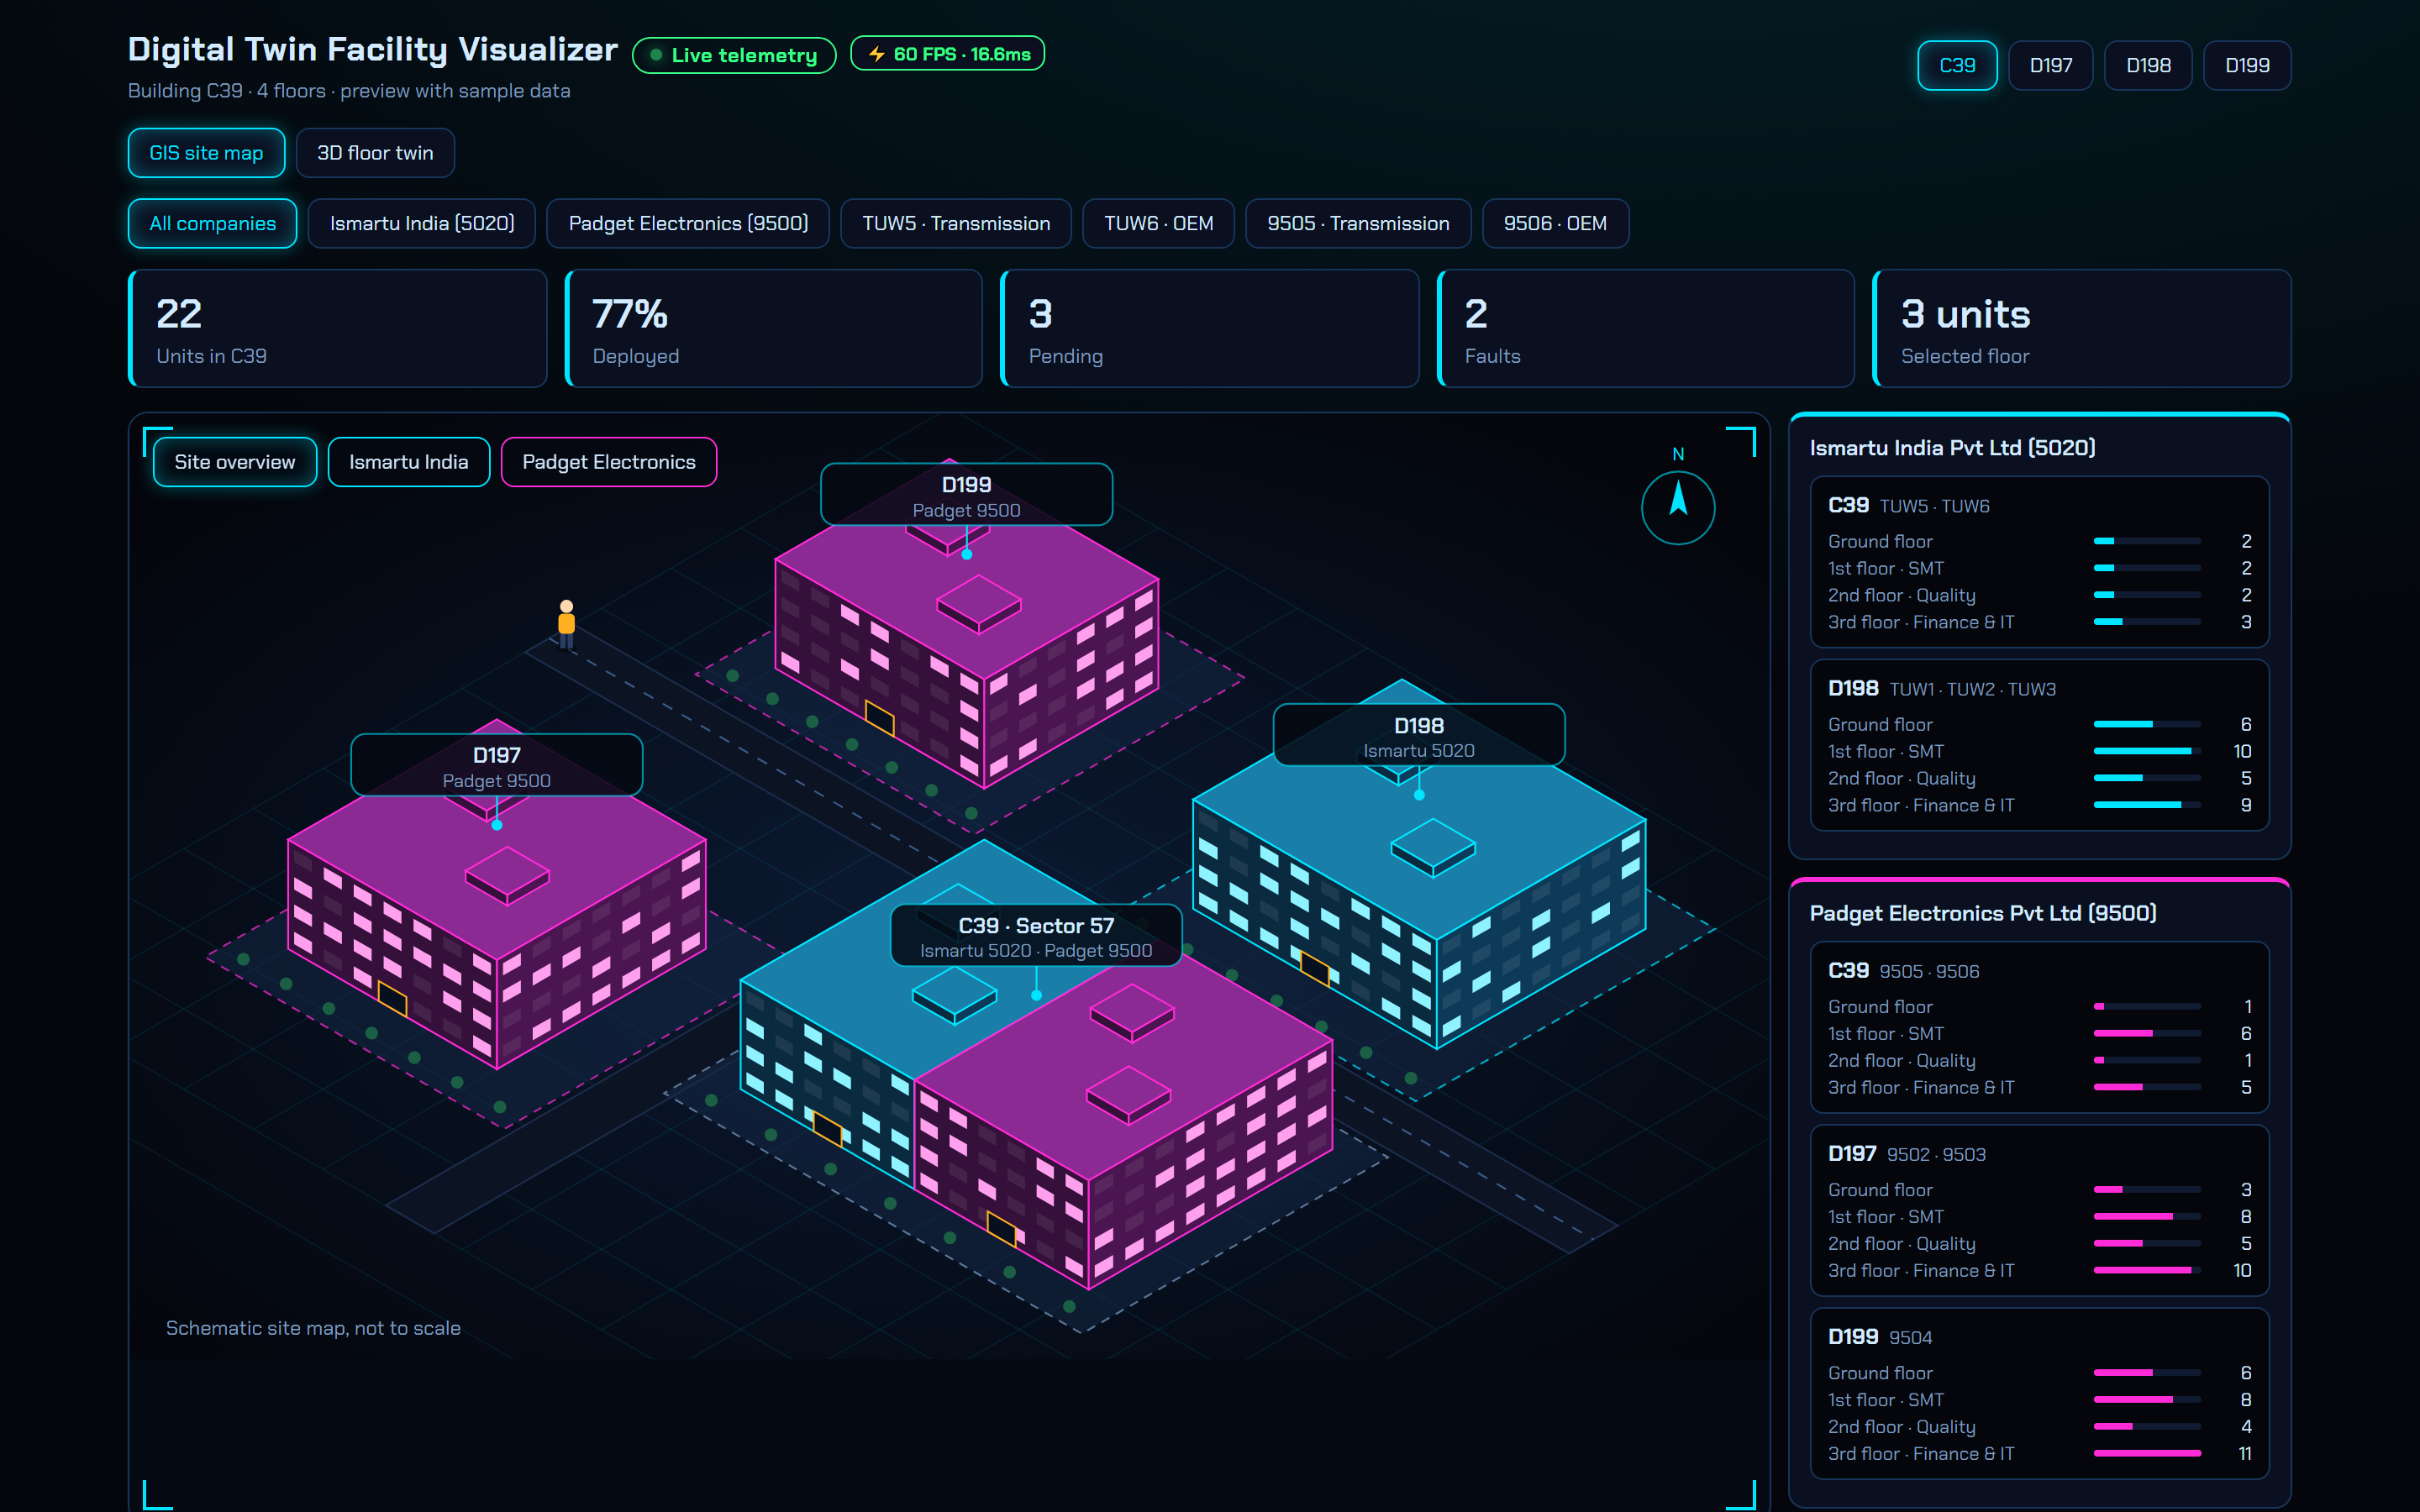 Digital Twin Facility Visualizer
Live telemetry
⚡ 60 FPS · 16.6ms
Building C39 · 4 floors · preview with sample data
C39
D197
D198
D199
GIS site map
3D floor twin
All companies
Ismartu India (5020)
Padget Electronics (9500)
TUW5 · Transmission
TUW6 · OEM
9505 · Transmission
9506 · OEM
22
Units in C39
77%
Deployed
3
Pending
2
Faults
3 units
Selected floor
Site overview
Ismartu India
Padget Electronics
N
D199
Padget 9500
D198
Ismartu 5020
D197
Padget 9500
C39 · Sector 57
Ismartu 5020 · Padget 9500
Schematic site map, not to scale
Ismartu India Pvt Ltd (5020)
C39 TUW5 · TUW6
Ground floor 2
1st floor · SMT 2
2nd floor · Quality 2
3rd floor · Finance & IT 3
D198 TUW1 · TUW2 · TUW3
Ground floor 6
1st floor · SMT 10
2nd floor · Quality 5
3rd floor · Finance & IT 9
Padget Electronics Pvt Ltd (9500)
C39 9505 · 9506
Ground floor 1
1st floor · SMT 6
2nd floor · Quality 1
3rd floor · Finance & IT 5
D197 9502 · 9503
Ground floor 3
1st floor · SMT 8
2nd floor · Quality 5
3rd floor · Finance & IT 10
D199 9504
Ground floor 6
1st floor · SMT 8
2nd floor · Quality 4
3rd floor · Finance & IT 11